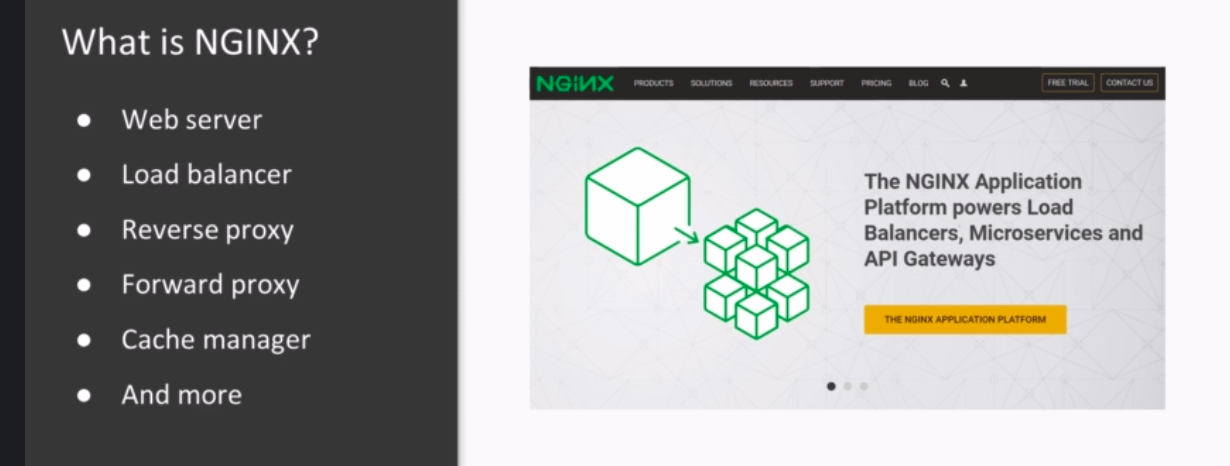 What is NGINX?
● Web server
● Load balancer
● Reverse proxy
● Forward proxy
● Cache manager
● And more
NGINX PRODUCTS SOLUTIONS RESOURCES SUPPORT PRICING BLOG FREE TRIAL CONTACT US
The NGINX Application
Platform powers Load
Balancers, Microservices and
API Gateways
THE NGINX APPLICATION PLATFORM